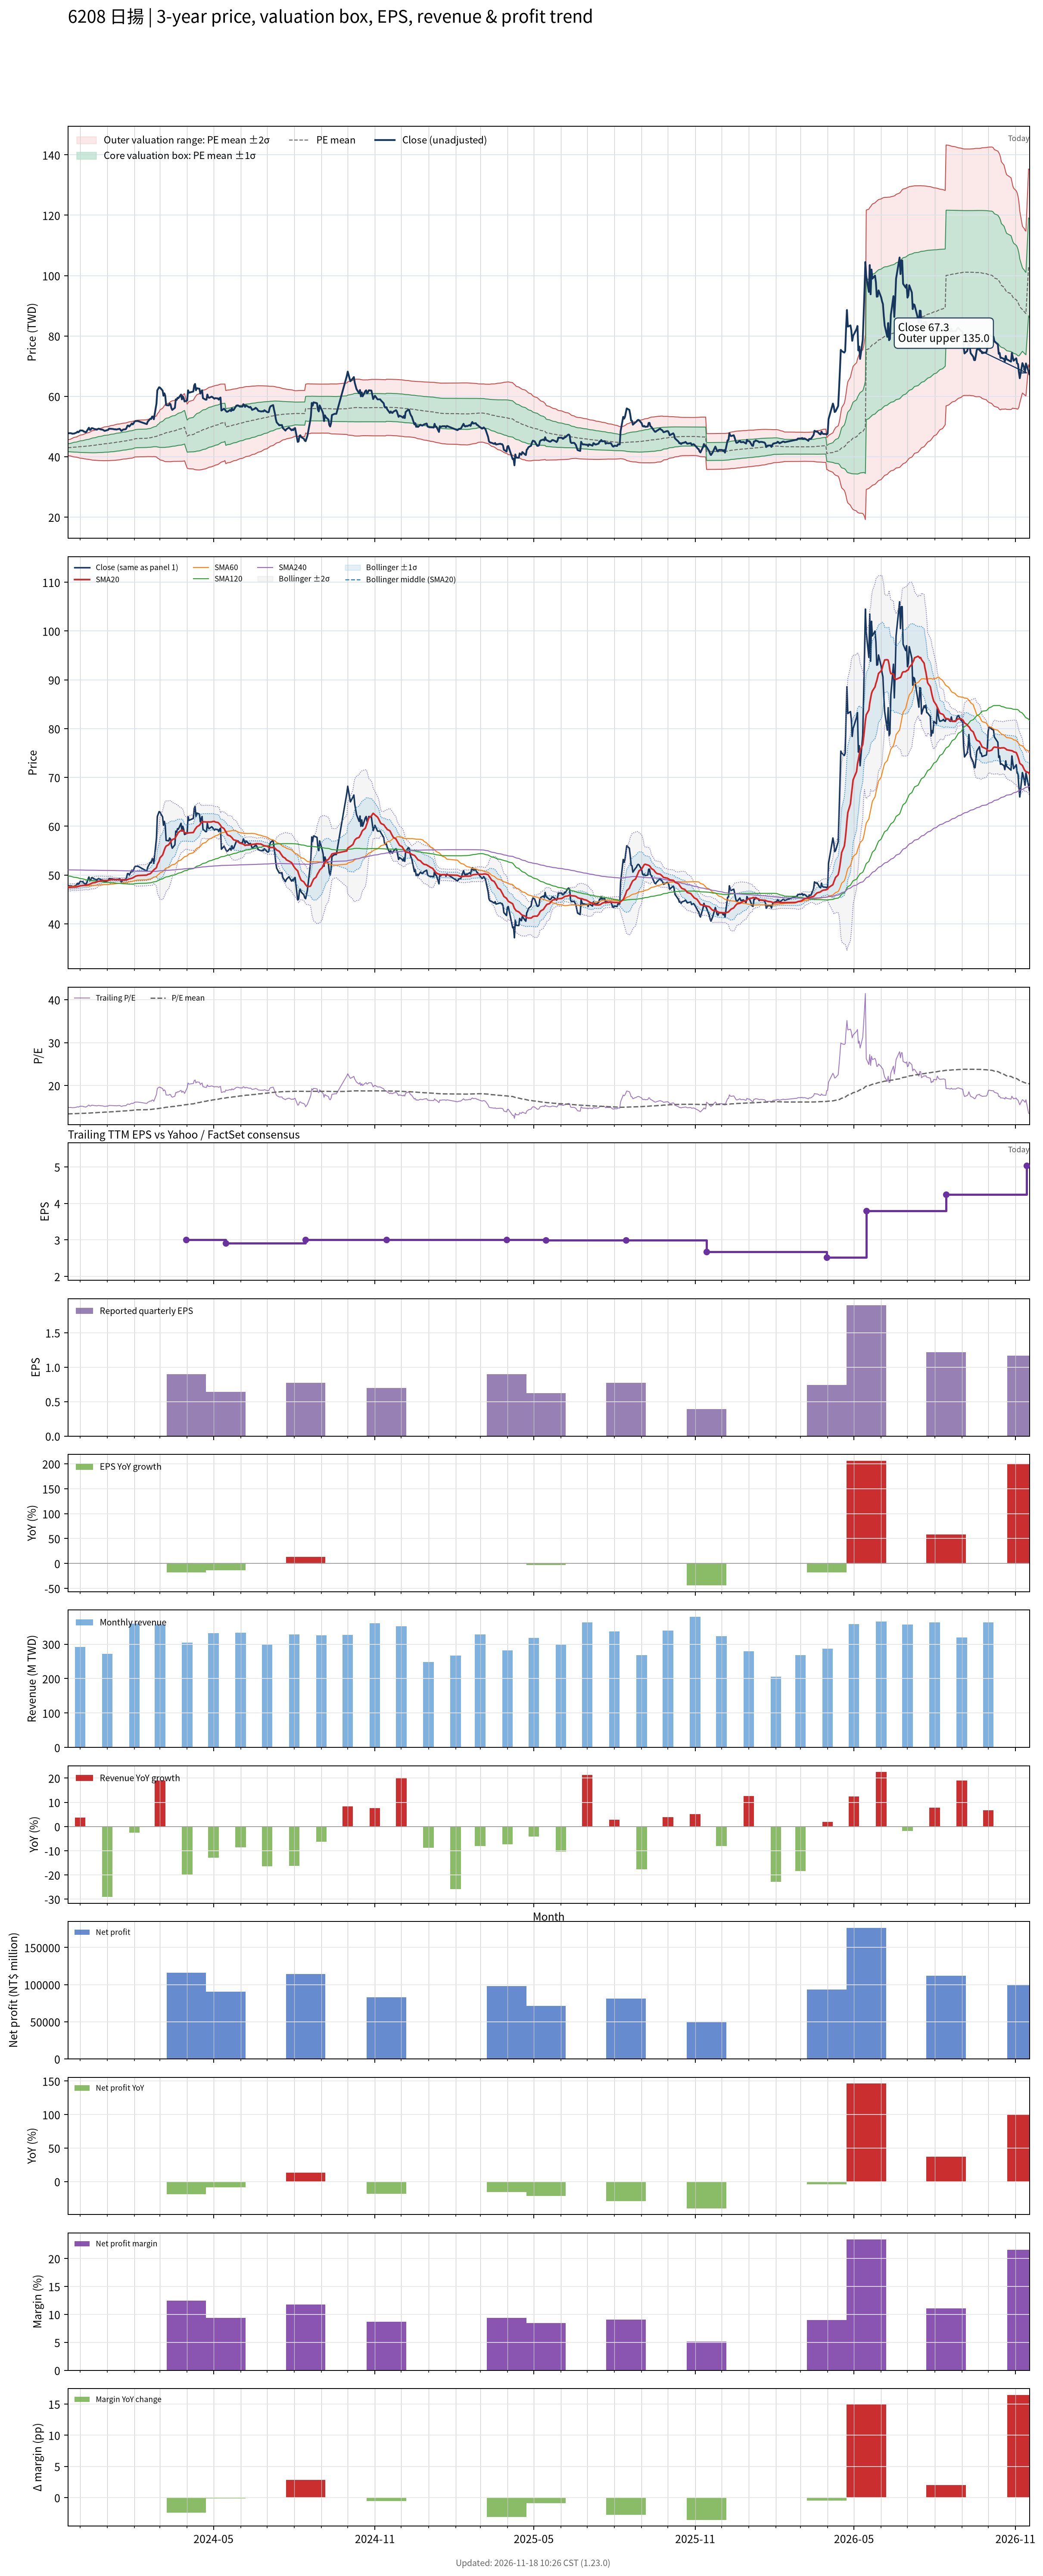 6208 日揚 | 3-year price, valuation box, EPS, revenue & profit trend
Outer valuation range: PE mean ±2σ
Core valuation box: PE mean ±1σ
PE mean
Close (unadjusted)
Today
Price (TWD)
140
120
100
80
60
40
20
Close 67.3
Outer upper 135.0
Close (same as panel 1)
SMA20
SMA60
SMA120
SMA240
Bollinger ±2σ
Bollinger ±1σ
Bollinger middle (SMA20)
Price
110
100
90
80
70
60
50
40
Trailing P/E
P/E mean
P/E
40
30
20
Trailing TTM EPS vs Yahoo / FactSet consensus
Today
EPS
5
4
3
2
Reported quarterly EPS
EPS
1.5
1.0
0.5
0.0
EPS YoY growth
YoY (%)
200
150
100
50
0
-50
Monthly revenue
Revenue (M TWD)
300
200
100
0
Revenue YoY growth
YoY (%)
20
10
0
-10
-20
-30
Month
Net profit
Net profit (NT$ million)
150000
100000
50000
0
Net profit YoY
YoY (%)
150
100
50
0
Net profit margin
Margin (%)
20
15
10
5
0
Margin YoY change
Δ margin (pp)
15
10
5
0
2024-05
2024-11
2025-05
2025-11
2026-05
2026-11
Updated: 2026-11-18 10:26 CST (1.23.0)